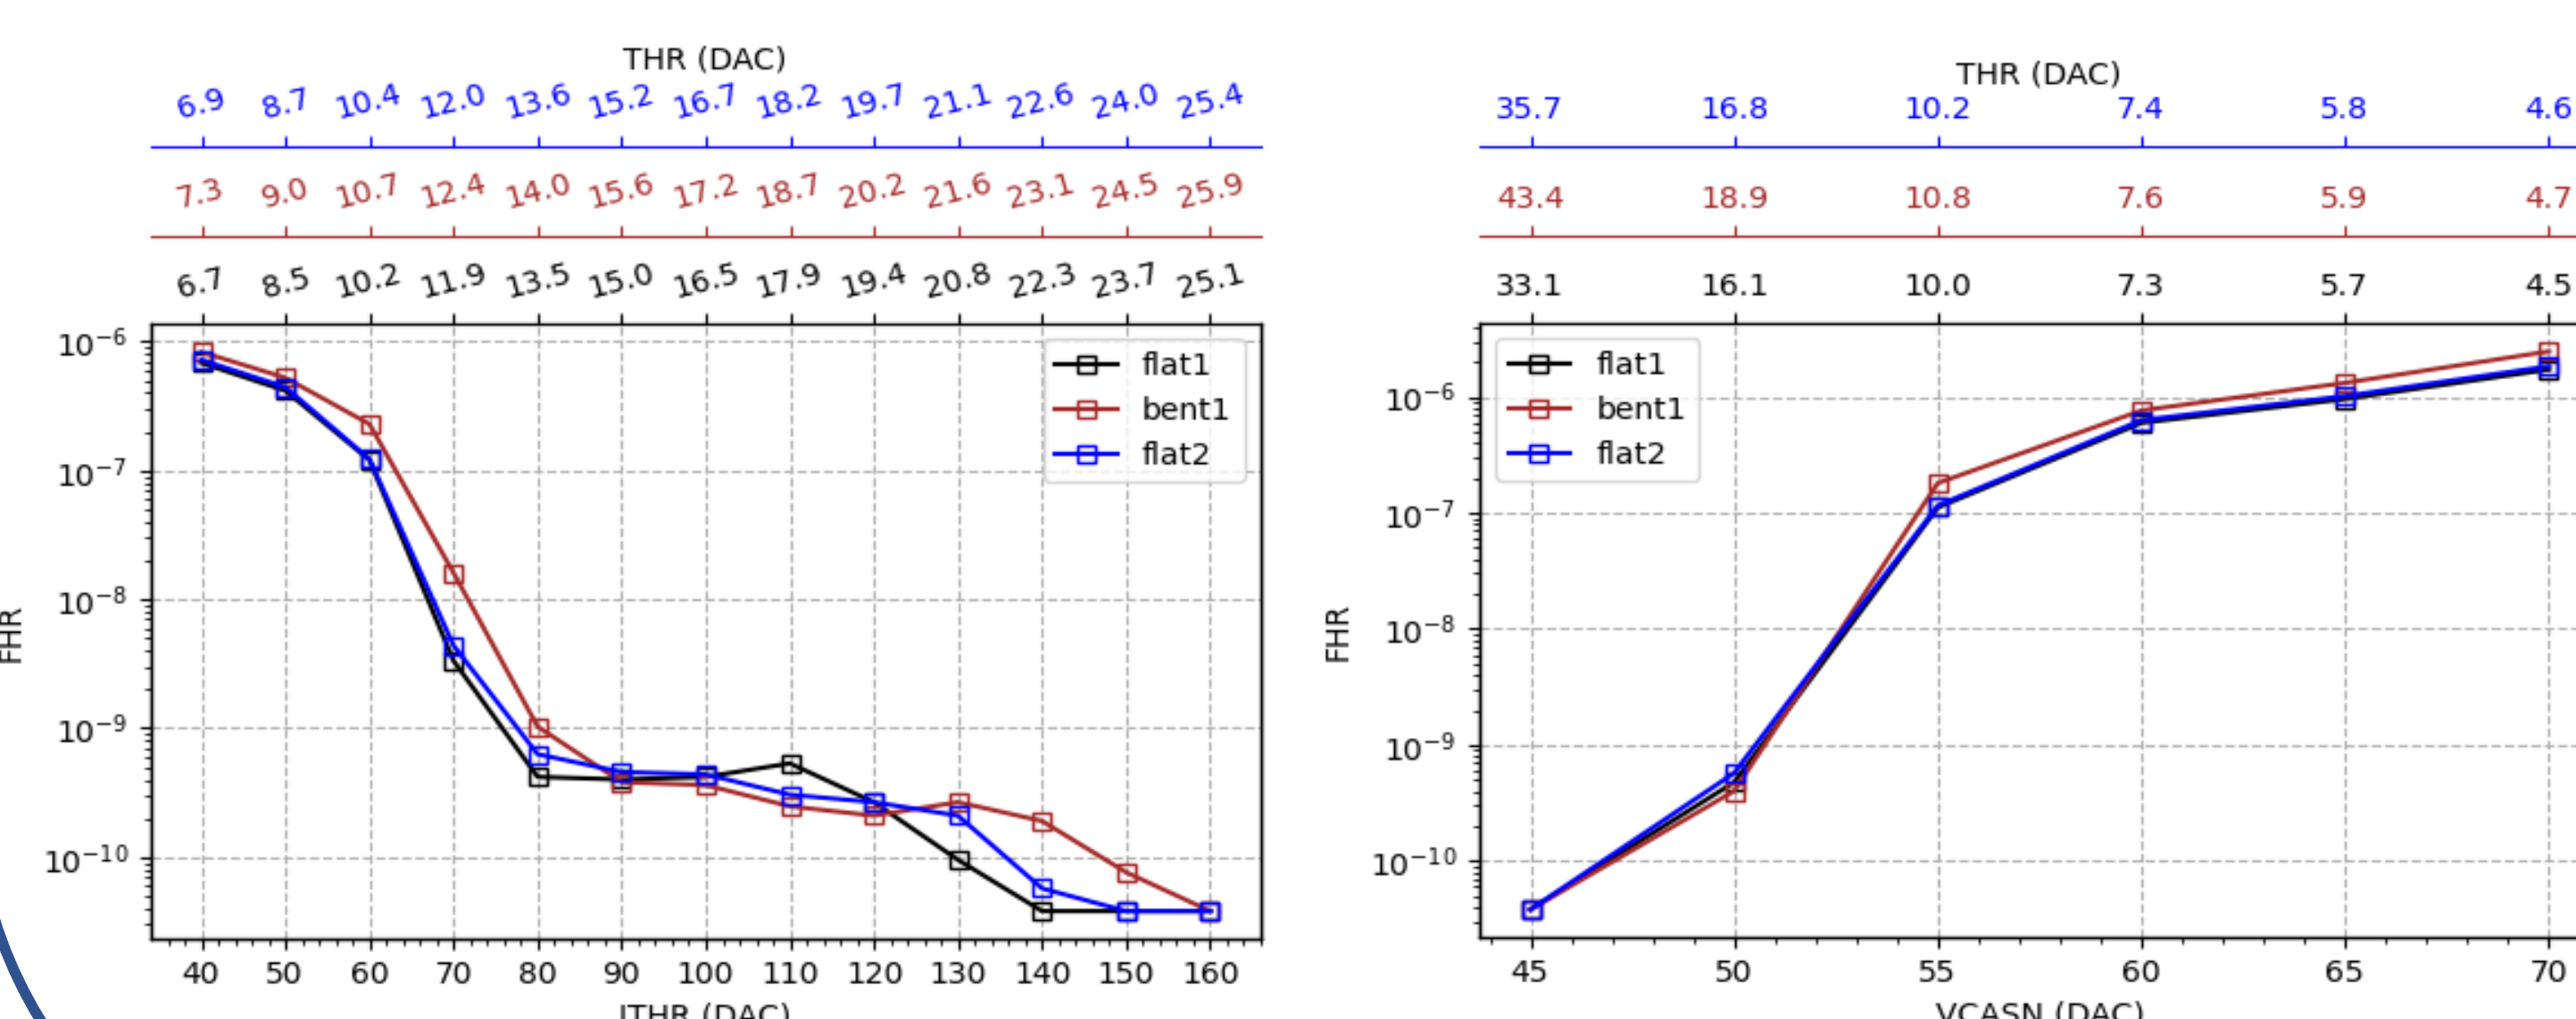 THR (DAC)
6.9 8.7 10.4 12.0 13.6 15.2 16.7 18.2 19.7 21.1 22.6 24.0 25.4
7.3 9.0 10.7 12.4 14.0 15.6 17.2 18.7 20.2 21.6 23.1 24.5 25.9
6.7 8.5 10.2 11.9 13.5 15.0 16.5 17.9 19.4 20.8 22.3 23.7 25.1
10⁻⁶
10⁻⁷
10⁻⁸
10⁻⁹
10⁻¹⁰
FHR
flat1
bent1
flat2
40 50 60 70 80 90 100 110 120 130 140 150 160
ITHR (DAC)
THR (DAC)
35.7 16.8 10.2 7.4 5.8 4.6
43.4 18.9 10.8 7.6 5.9 4.7
33.1 16.1 10.0 7.3 5.7 4.5
flat1
bent1
flat2
10⁻⁶
10⁻⁷
10⁻⁸
10⁻⁹
10⁻¹⁰
FHR
45 50 55 60 65 70
VCASN (DAC)